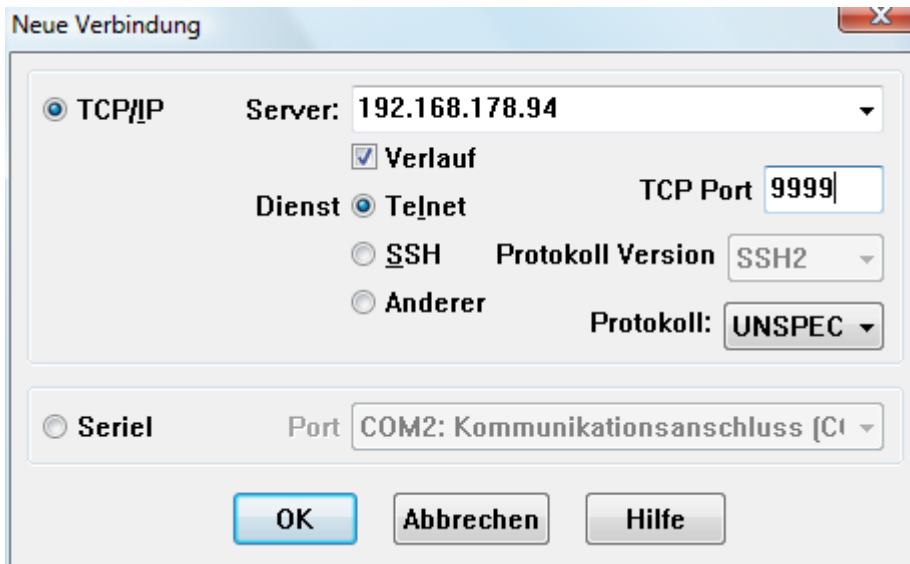 Neue Verbindung
TCP/IP Server: 192.168.178.94
Verlauf
TCP Port 9999
Dienst Telnet
SSH Protokoll Version SSH2
Anderer
Protokoll: UNSPEC
Seriel Port COM2: Kommunikationsanschluss (C
OK Abbrechen Hilfe